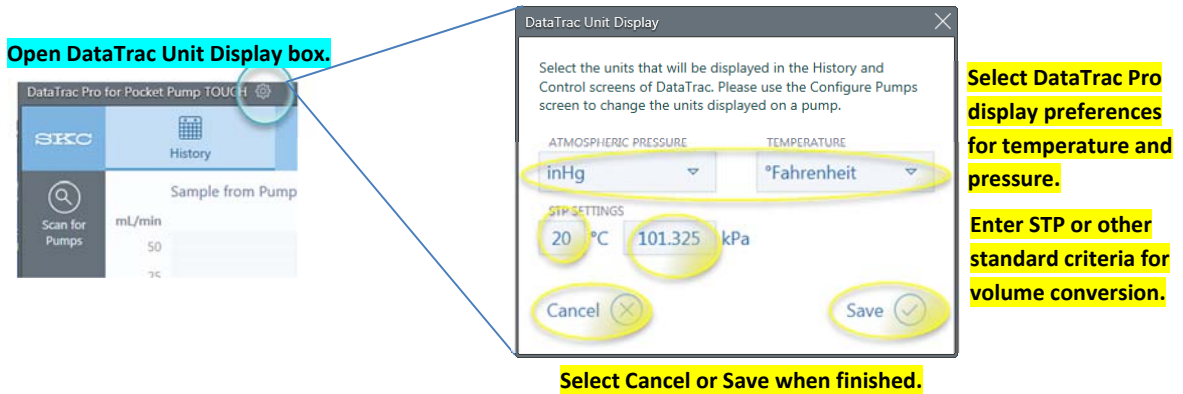 Open DataTrac Unit Display box.
DataTrac Pro for Pocket Pump TOUCH
SKC
History
Scan for
Pumps
Sample from Pump
mL/min
50
25
DataTrac Unit Display
Select the units that will be displayed in the History and
Control screens of DataTrac. Please use the Configure Pumps
screen to change the units displayed on a pump.
ATMOSPHERIC PRESSURE TEMPERATURE
inHg °Fahrenheit
STP SETTINGS
20 °C 101.325 kPa
Cancel Save
Select DataTrac Pro
display preferences
for temperature and
pressure.
Enter STP or other
standard criteria for
volume conversion.
Select Cancel or Save when finished.